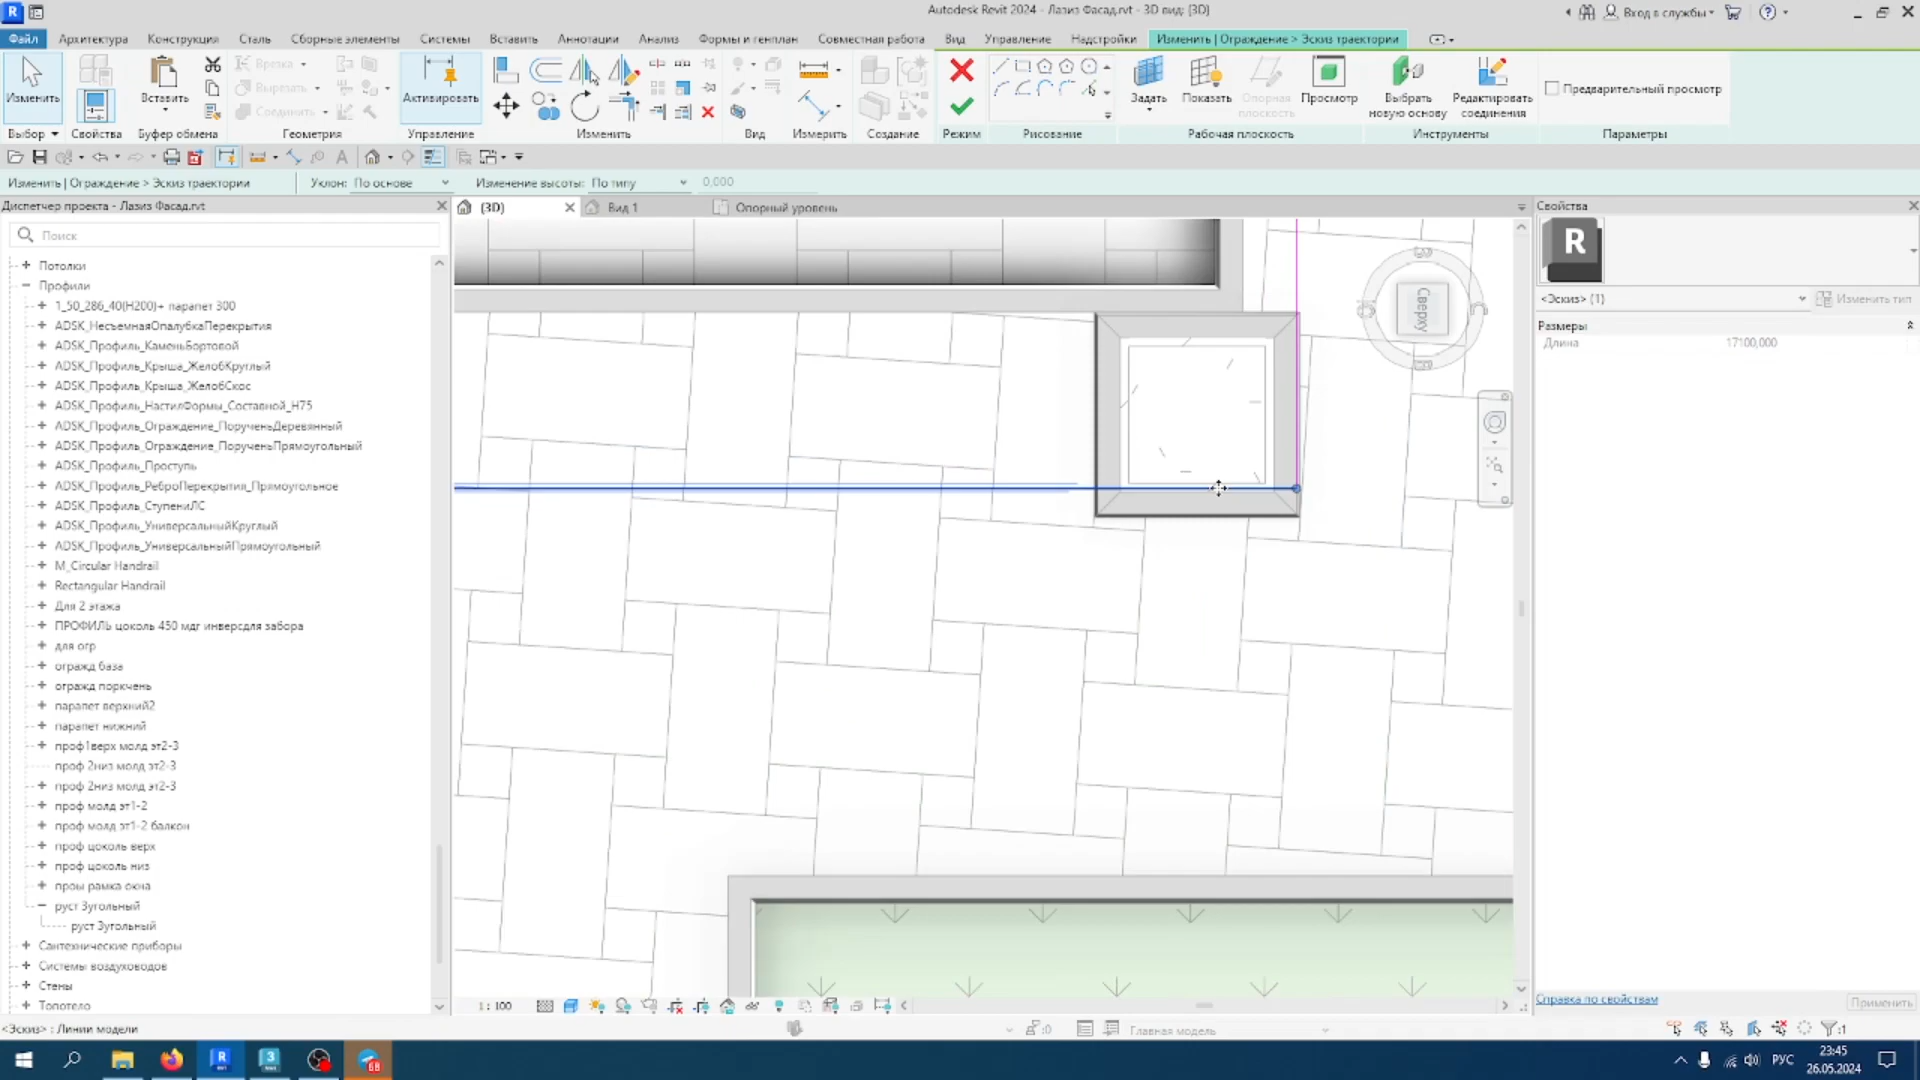 Autodesk Revit 2024 - Лазиз Фасад.rvt - 3D вид: {3D}
Вход в службы
Файл Архитектура Конструкция Сталь Сборные элементы Системы Вставить Аннотации Анализ Формы и генплан Совместная работа Вид Управление Надстройки Изменить | Ограждение > Эскиз траектории
Врезка
Вырезать
Соединить
Изменить Вставить Активировать Задать Показать Опорная плоскость Просмотр Выбрать новую основу Редактировать соединения Предварительный просмотр
Выбор Свойства Буфер обмена Геометрия Управление Изменить Вид Измерить Создание Режим Рисование Рабочая плоскость Инструменты Параметры
Изменить | Ограждение > Эскиз траектории Уклон: По основе Изменение высоты: По типу 0,000
Диспетчер проекта - Лазиз Фасад.rvt
{3D} Вид 1 Опорный уровень
Свойства
Поиск
Потолки
Профили
1_50_286_40(H200)+ парапет 300
ADSK_НесъемнаяОпалубкаПерекрытия
ADSK_Профиль_КаменьБортовой
ADSK_Профиль_Крыша_ЖелобКруглый
ADSK_Профиль_Крыша_ЖелобСкос
ADSK_Профиль_НастилФормы_Составной_H75
ADSK_Профиль_Ограждение_ПорученьДеревянный
ADSK_Профиль_Ограждение_ПорученьПрямоугольный
ADSK_Профиль_Проступь
ADSK_Профиль_РеброПерекрытия_Прямоугольное
ADSK_Профиль_СтупениЛС
ADSK_Профиль_УниверсальныйКруглый
ADSK_Профиль_УниверсальныйПрямоугольный
M_Circular Handrail
Rectangular Handrail
Для 2 этажа
ПРОФИЛЬ цоколь 450 мдг инверсдля забора
для огр
огражд база
огражд поркчень
парапет верхний2
парапет нижний
проф1верх молд эт2-3
проф 2низ молд эт2-3
проф 2низ молд эт2-3
проф молд эт1-2
проф молд эт1-2 балкон
проф цоколь верх
проф цоколь низ
проы рамка окна
руст 3угольный
руст 3угольный
Сантехнические приборы
Системы воздуховодов
Стены
Топотело
Сверху
R
<Эскиз> (1) Изменить тип
Размеры
Длина 17100,000
Справка по свойствам Применить
1 : 100
<Эскиз> : Линии модели
:0
Главная модель
:1
68
РУС
23:45
26.05.2024